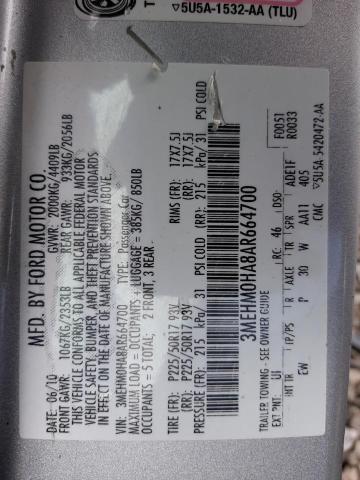 5U5A-1532-AA (TLU)
MFD. BY FORD MOTOR CO.
DATE: 06/10 GVWR: 2000KG/4409LB
FRONT GAWR: 1067KG/2353LB REAR GAWR: 933KG/2056LB
THIS VEHICLE CONFORMS TO ALL APPLICABLE FEDERAL MOTOR
VEHICLE SAFETY, BUMPER, AND THEFT PREVENTION STANDARDS
IN EFFECT ON THE DATE OF MANUFACTURE SHOWN ABOVE.
VIN: 3MEHM0HA8AR664700 TYPE: Passenger Car
MAXIMUM LOAD = OCCUPANTS + LUGGAGE = 385KG/ 850LB
OCCUPANTS = 5 TOTAL: 2 FRONT, 3 REAR
TIRE (FR): P225/50R17 93V RIMS (FR): 17X7.5J
(RR): P225/50R17 93V (RR): 17X7.5J
PRESSURE (FR): 215 kPa/ 31 PSI COLD (RR): 215 kPa/ 31 PSI COLD
3MEHM0HA8AR664700
TRAILER TOWING - SEE OWNER GUIDE
F0051
R0033
EXT PNT: UI RC: 46 DSO:
INT TR TP/PS R AXLE TR SPR ADE1F
EW P 30 W AA11 405
CMC 5U5A-5420472-AA